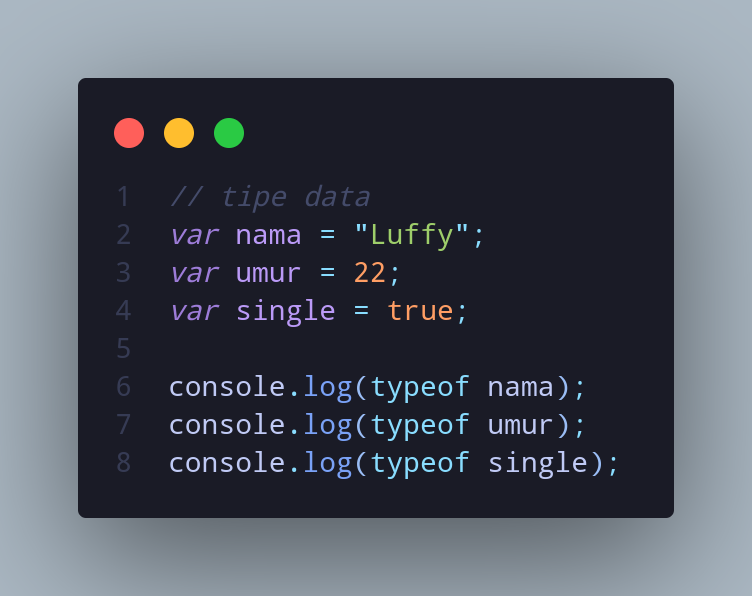 1 // tipe data
2 var nama = "Luffy";
3 var umur = 22;
4 var single = true;
5
6 console.log(typeof nama);
7 console.log(typeof umur);
8 console.log(typeof single);